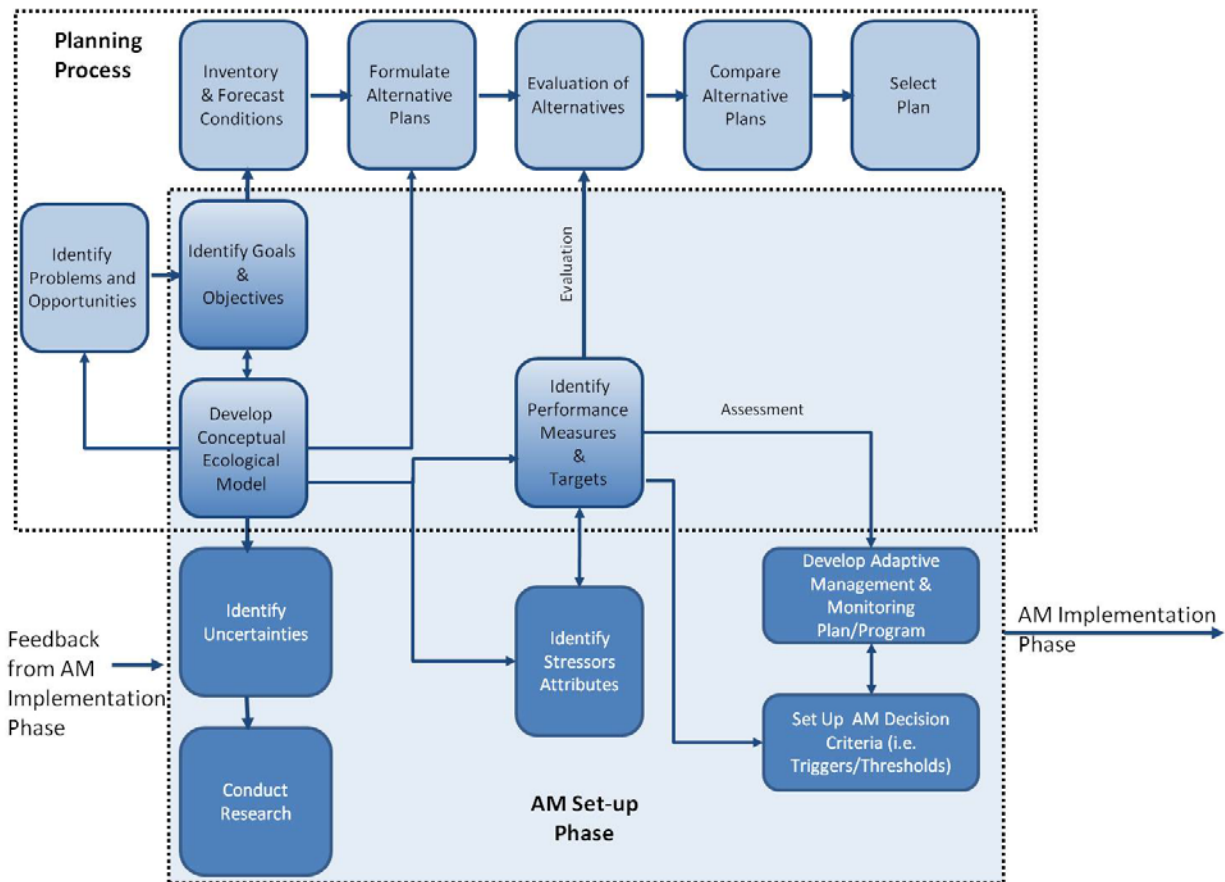 Planning
Process
Inventory
& Forecast
Conditions
Formulate
Alternative
Plans
Evaluation of
Alternatives
Compare
Alternative
Plans
Select
Plan
Identify
Problems and
Opportunities
Identify Goals
&
Objectives
Evaluation
Develop
Conceptual
Ecological
Model
Identify
Performance
Measures
&
Targets
Assessment
Identify
Uncertainties
Identify
Stressors
Attributes
Develop Adaptive
Management &
Monitoring
Plan/Program
Feedback
from AM
Implementation
Phase
AM Implementation
Phase
Set Up AM Decision
Criteria (i.e.
Triggers/Thresholds)
Conduct
Research
AM Set-up
Phase